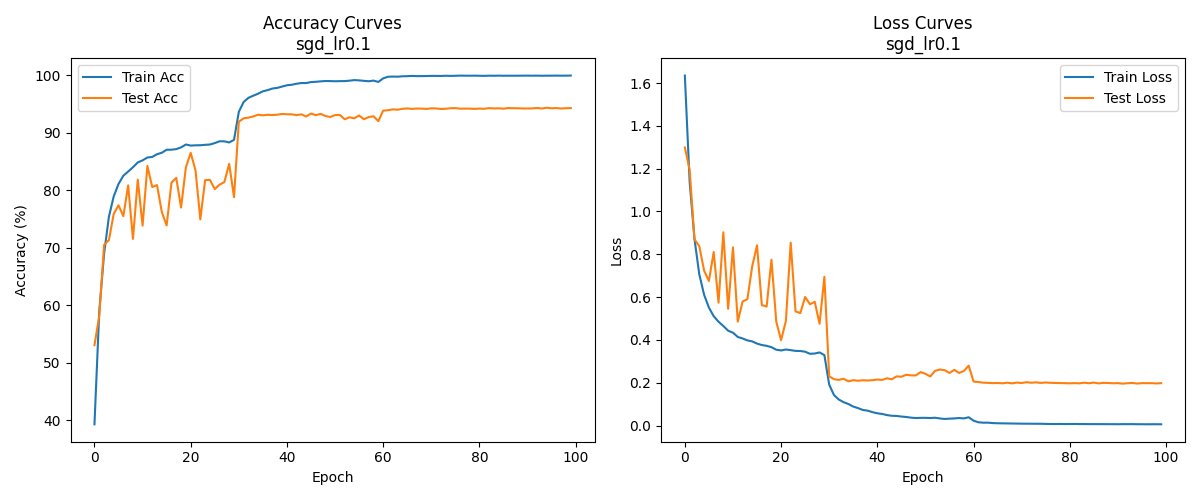 Accuracy Curves
sgd_lr0.1
Train Acc
Test Acc
Accuracy (%)
100
90
80
70
60
50
40
0
20
40
60
80
100
Epoch
Loss Curves
sgd_lr0.1
Train Loss
Test Loss
Loss
1.6
1.4
1.2
1.0
0.8
0.6
0.4
0.2
0.0
0
20
40
60
80
100
Epoch